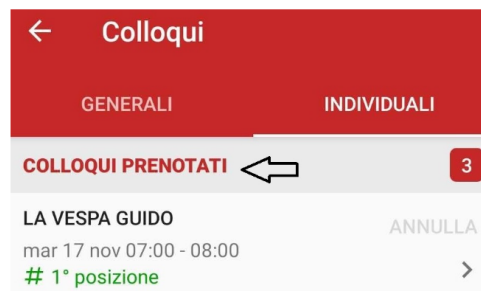 Colloqui
GENERALI INDIVIDUALI
COLLOQUI PRENOTATI 3
LA VESPA GUIDO ANNULLA
mar 17 nov 07:00 - 08:00
# 1° posizione